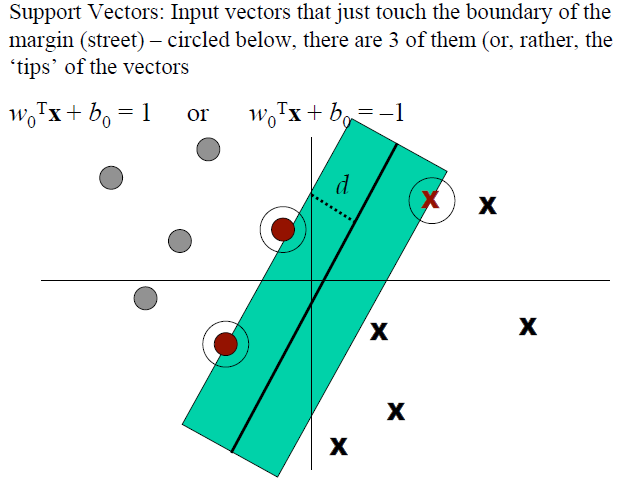 Support Vectors: Input vectors that just touch the boundary of the
margin (street) – circled below, there are 3 of them (or, rather, the
‘tips’ of the vectors
w₀ᵀx + b₀ = 1 or w₀ᵀx + b₀ = –1
d
X X
X X
X
X